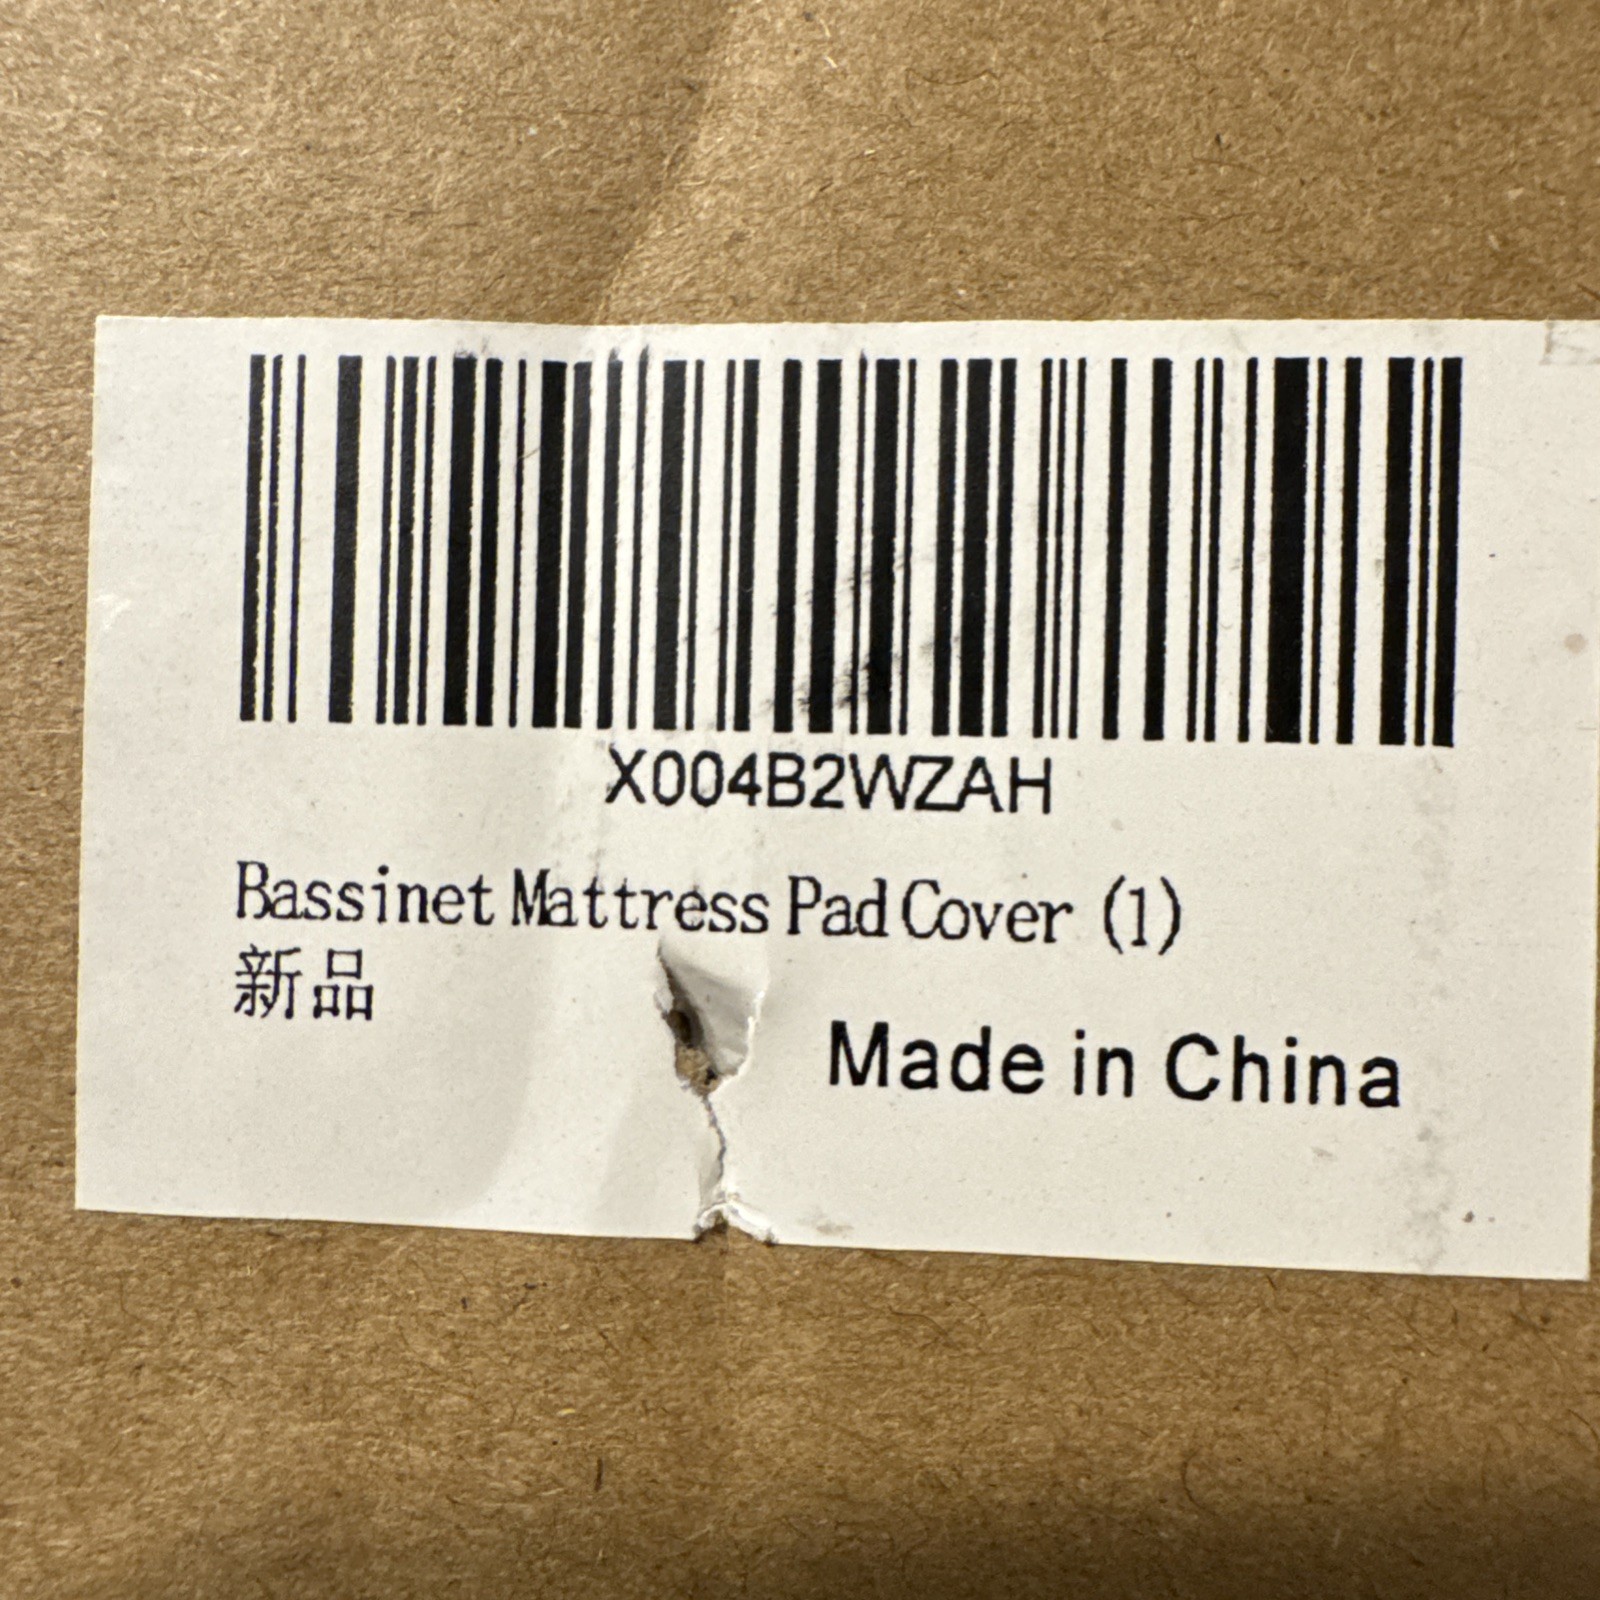 X004B2WZAH
Bassinet Mattress Pad Cover (1)
新品
Made in China